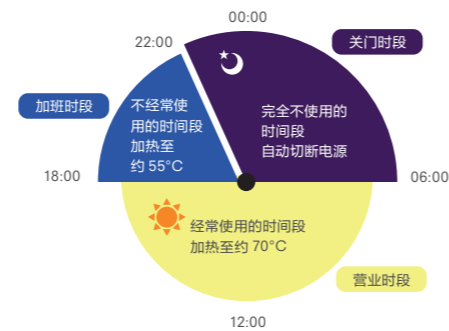 00:00
22:00
关门时段
加班时段
不经常使
用的时间段
加热至
约 55°C
完全不使用的
时间段
自动切断电源
18:00
06:00
经常使用的时间段
加热至约 70°C
营业时段
12:00